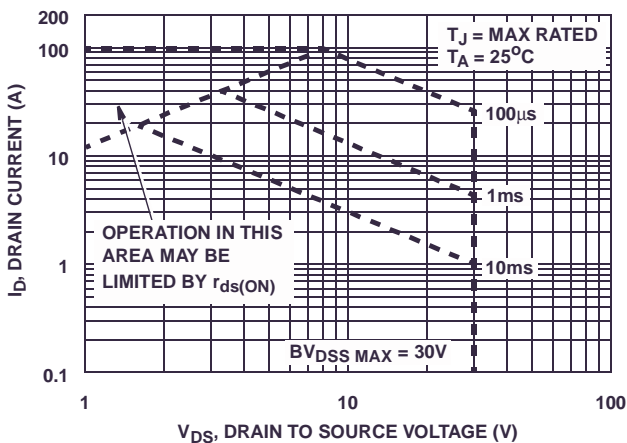 200
100
10
1
0.1
I_D, DRAIN CURRENT (A)
T_J = MAX RATED
T_A = 25°C
100μs
1ms
10ms
OPERATION IN THIS
AREA MAY BE
LIMITED BY r_ds(ON)
BV_DSS MAX = 30V
1
10
100
V_DS, DRAIN TO SOURCE VOLTAGE (V)